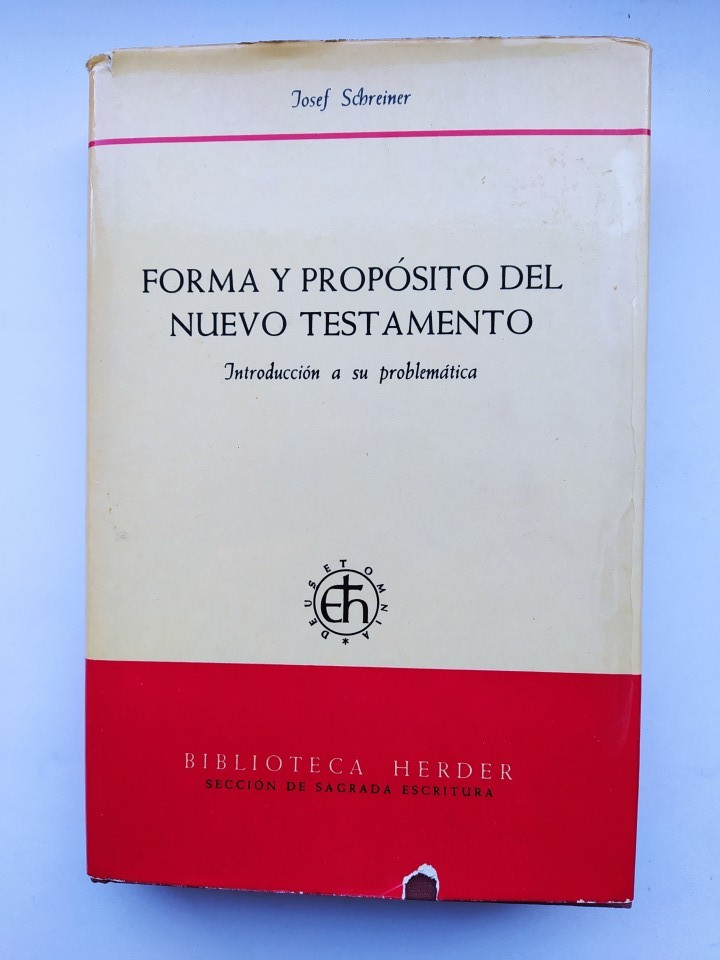 Josef Schreiner
FORMA Y PROPÓSITO DEL
NUEVO TESTAMENTO
Introducción a su problemática
DEUS ET OMNIA *
Eh
BIBLIOTECA HERDER
SECCIÓN DE SAGRADA ESCRITURA